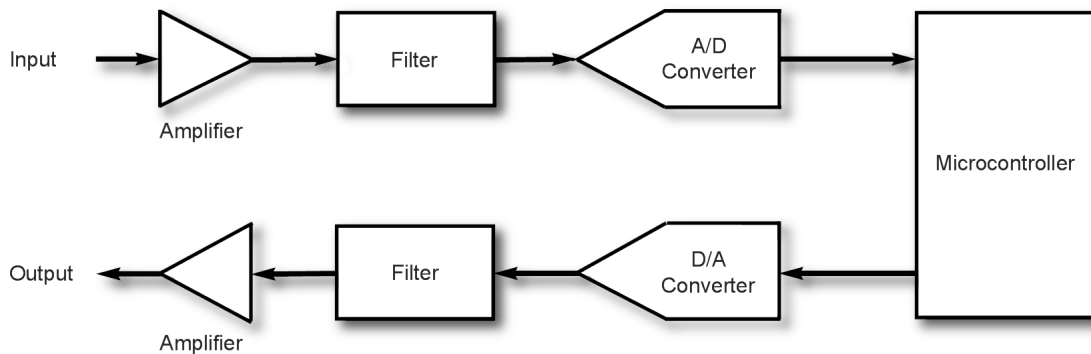 Input
Amplifier
Filter
A/D
Converter
Microcontroller
Output
Amplifier
Filter
D/A
Converter